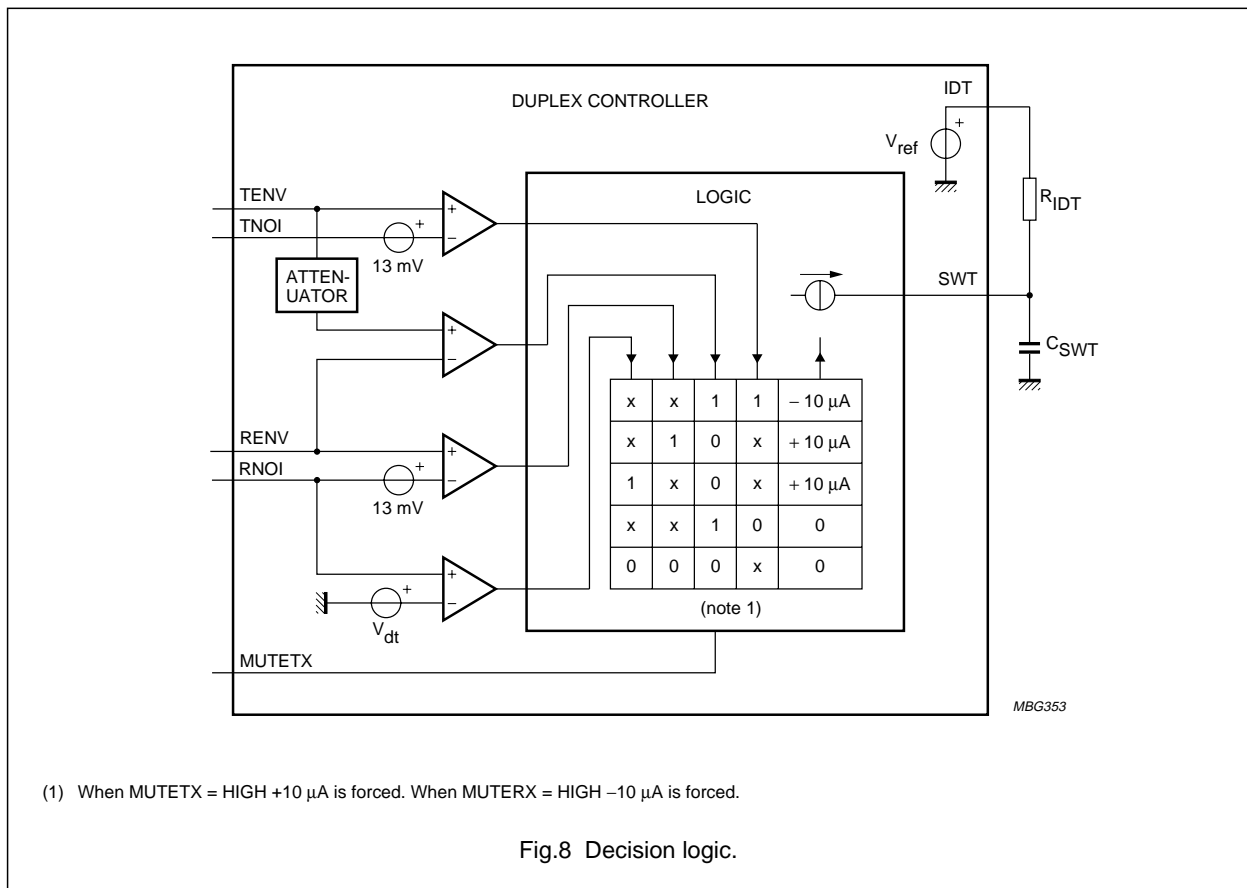 DUPLEX CONTROLLER
IDT
V_ref
+
R_IDT
LOGIC
TENV
TNOI
+
13 mV
+
−
ATTEN-
UATOR
SWT
+
−
C_SWT
RENV
RNOI
+
13 mV
+
−
x x 1 1 − 10 µA
x 1 0 x + 10 µA
1 x 0 x + 10 µA
x x 1 0 0
0 0 0 x 0
(note 1)
+
V_dt
+
−
MUTETX
MBG353
(1) When MUTETX = HIGH +10 µA is forced. When MUTERX = HIGH −10 µA is forced.
Fig.8 Decision logic.